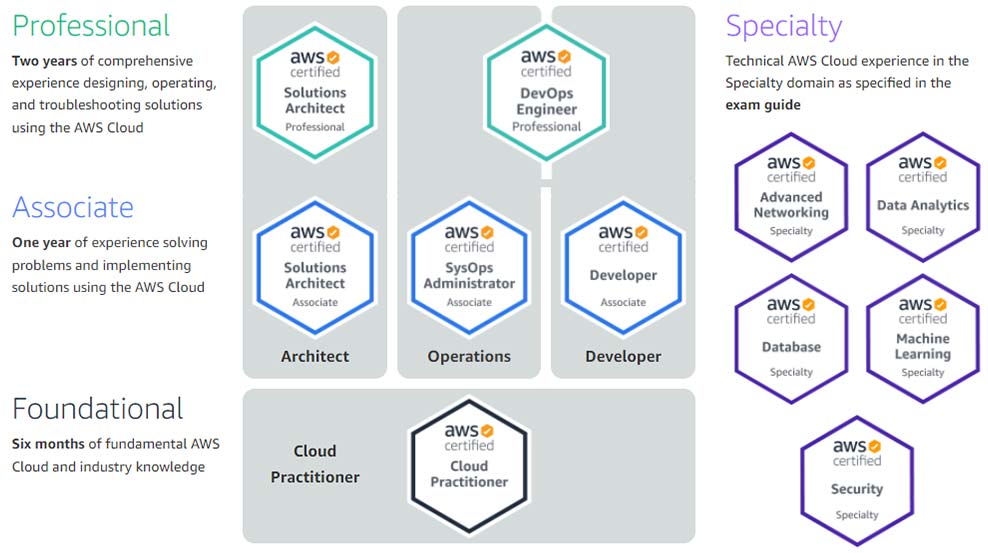 Professional
Two years of comprehensive
experience designing, operating,
and troubleshooting solutions
using the AWS Cloud
aws
certified
Solutions
Architect
Professional
aws
certified
DevOps
Engineer
Professional
Associate
One year of experience solving
problems and implementing
solutions using the AWS Cloud
aws
certified
Solutions
Architect
Associate
Architect
aws
certified
SysOps
Administrator
Associate
Operations
aws
certified
Developer
Associate
Developer
Foundational
Six months of fundamental AWS
Cloud and industry knowledge
Cloud
Practitioner
aws
certified
Cloud
Practitioner
Specialty
Technical AWS Cloud experience in the
Specialty domain as specified in the
exam guide
aws
certified
Advanced
Networking
Specialty
aws
certified
Data Analytics
Specialty
aws
certified
Database
Specialty
aws
certified
Machine
Learning
Specialty
aws
certified
Security
Specialty